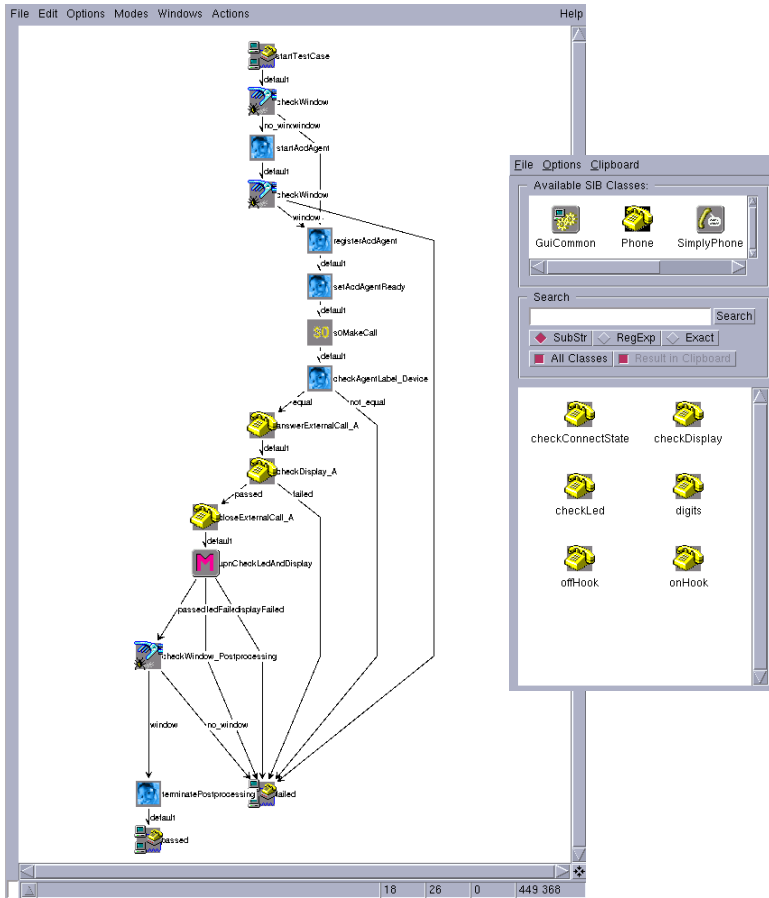 File Edit Options Modes Windows Actions Help
startTestCase
default
checkWindow
no_window
window
startAcdAgent
default
checkWindow
window
registerAcdAgent
default
setAcdAgentReady
default
s0MakeCall
default
checkAgentLabel_Device
equal
not_equal
answerExternalCall_A
default
checkDisplay_A
passed
failed
closeExternalCall_A
default
upnCheckLedAndDisplay
passed
ledFailed
displayFailed
checkWindow_Postprocessing
window
no_window
terminatePostprocessing
failed
default
passed
18 26 0 449 368
File Options Clipboard
Available SIB Classes:
GuiCommon Phone SimplyPhone
Search
Search
SubStr RegExp Exact
All Classes Result in Clipboard
checkConnectState checkDisplay
checkLed digits
offHook onHook